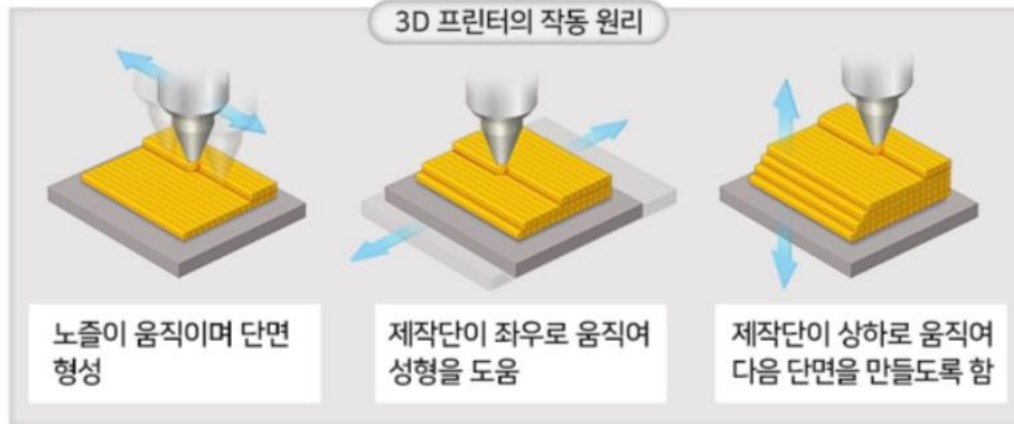 3D 프린터의 작동 원리
노즐이 움직이며 단면
형성
제작단이 좌우로 움직여
성형을 도움
제작단이 상하로 움직여
다음 단면을 만들도록 함